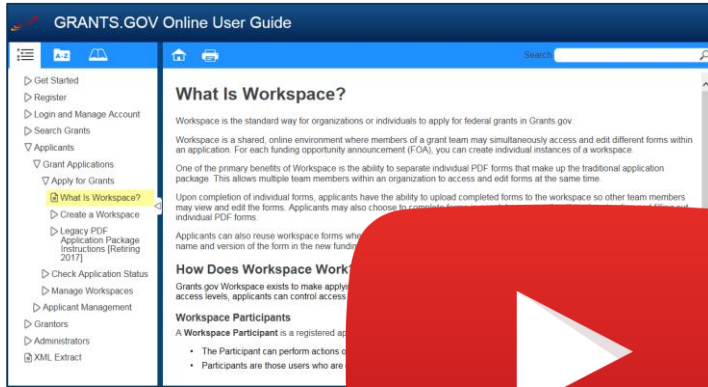 GRANTS.GOV Online User Guide
A-Z
Search
Get Started
Register
Login and Manage Account
Search Grants
Applicants
Grant Applications
Apply for Grants
What Is Workspace?
Create a Workspace
Legacy PDF
Application Package
Instructions [Retiring
2017]
Check Application Status
Manage Workspaces
Applicant Management
Grantors
Administrators
XML Extract
What Is Workspace?
Workspace is the standard way for organizations or individuals to apply for federal grants in Grants.gov.
Workspace is a shared, online environment where members of a grant team may simultaneously access and edit different forms within
an application. For each funding opportunity announcement (FOA), you can create individual instances of a workspace.
One of the primary benefits of Workspace is the ability to separate individual PDF forms that make up the traditional application
package. This allows multiple team members within an organization to access and edit forms at the same time.
Upon completion of individual forms, applicants have the ability to upload completed forms to the workspace so other team members
may view and edit the forms. Applicants may also choose to complete forms
individual PDF forms.
Applicants can also reuse workspace forms
name and version of the form in the new
How Does Workspace Work
Grants.gov Workspace exists to make
access levels, applicants can control access
Workspace Participants
A Workspace Participant is a registered
• The Participant can perform actions
• Participants are those users who are